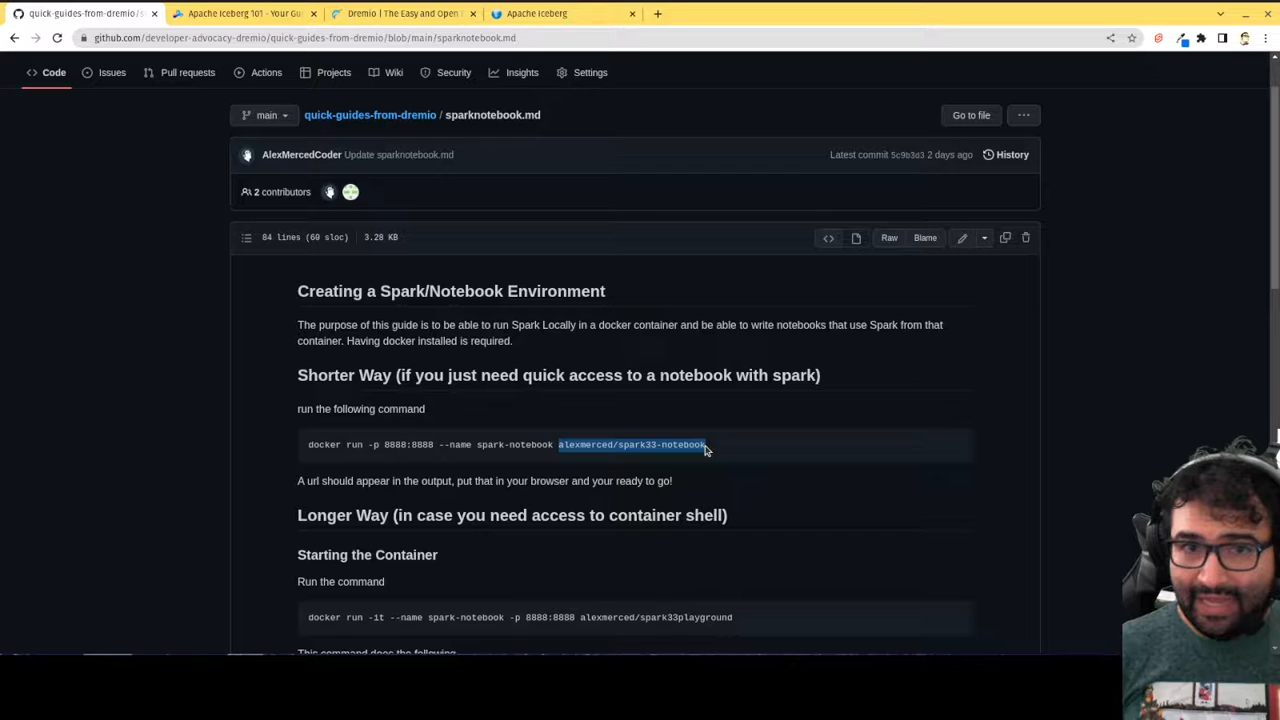 quick-guides-from-dremio/s
Apache Iceberg 101 - Your Gu
Dremio | The Easy and Open
Apache Iceberg
github.com/developer-advocacy-dremio/quick-guides-from-dremio/blob/main/sparknotebook.md
Code
Issues
Pull requests
Actions
Projects
Wiki
Security
Insights
Settings
main
quick-guides-from-dremio / sparknotebook.md
Go to file
AlexMercedCoder Update sparknotebook.md
Latest commit 5c9b3d3 2 days ago
History
2 contributors
84 lines (60 sloc)
3.28 KB
Raw
Blame
Creating a Spark/Notebook Environment
The purpose of this guide is to be able to run Spark Locally in a docker container and be able to write notebooks that use Spark from that
container. Having docker installed is required.
Shorter Way (if you just need quick access to a notebook with spark)
run the following command
docker run -p 8888:8888 --name spark-notebook alexmerced/spark33-notebook
A url should appear in the output, put that in your browser and your ready to go!
Longer Way (in case you need access to container shell)
Starting the Container
Run the command
docker run -it --name spark-notebook -p 8888:8888 alexmerced/spark33playground
This command does the following